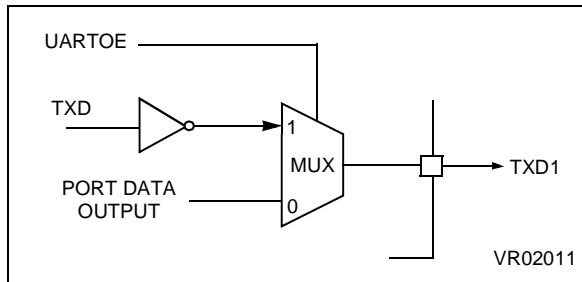 UARTOE
TXD
1
MUX
TXD1
PORT DATA
OUTPUT
0
VR02011